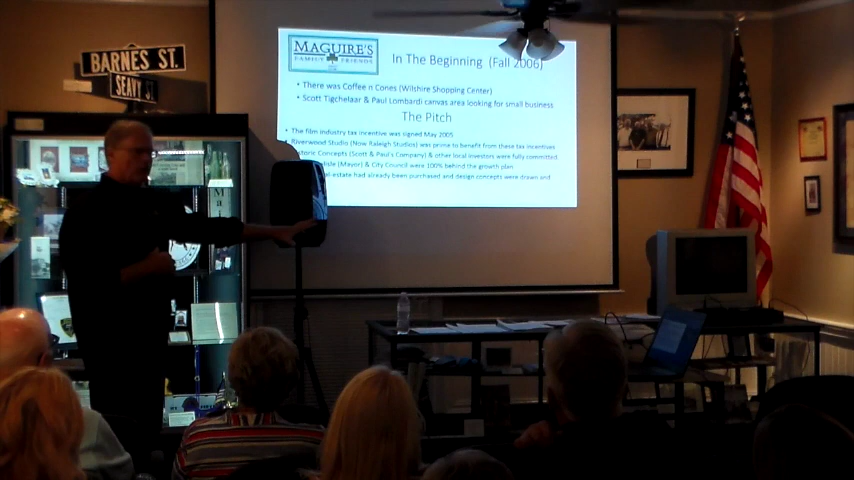 BARNES ST.
SEAVY ST.
MAGUIRE'S
FAMILY FRIENDS
In The Beginning (Fall 2006)
• There was Coffee n Cones (Wilshire Shopping Center)
• Scott Tigchelaar & Paul Lombardi canvas area looking for small business
The Pitch
• The film industry tax incentive was signed May 2005
Riverwood Studio (Now Raleigh Studios) was prime to benefit from these tax incentives
Concepts (Scott & Paul's Company) & other local investors were fully committed
(Mayor) & City Council were 100% behind the growth plan
had already been purchased and design concepts were drawn and